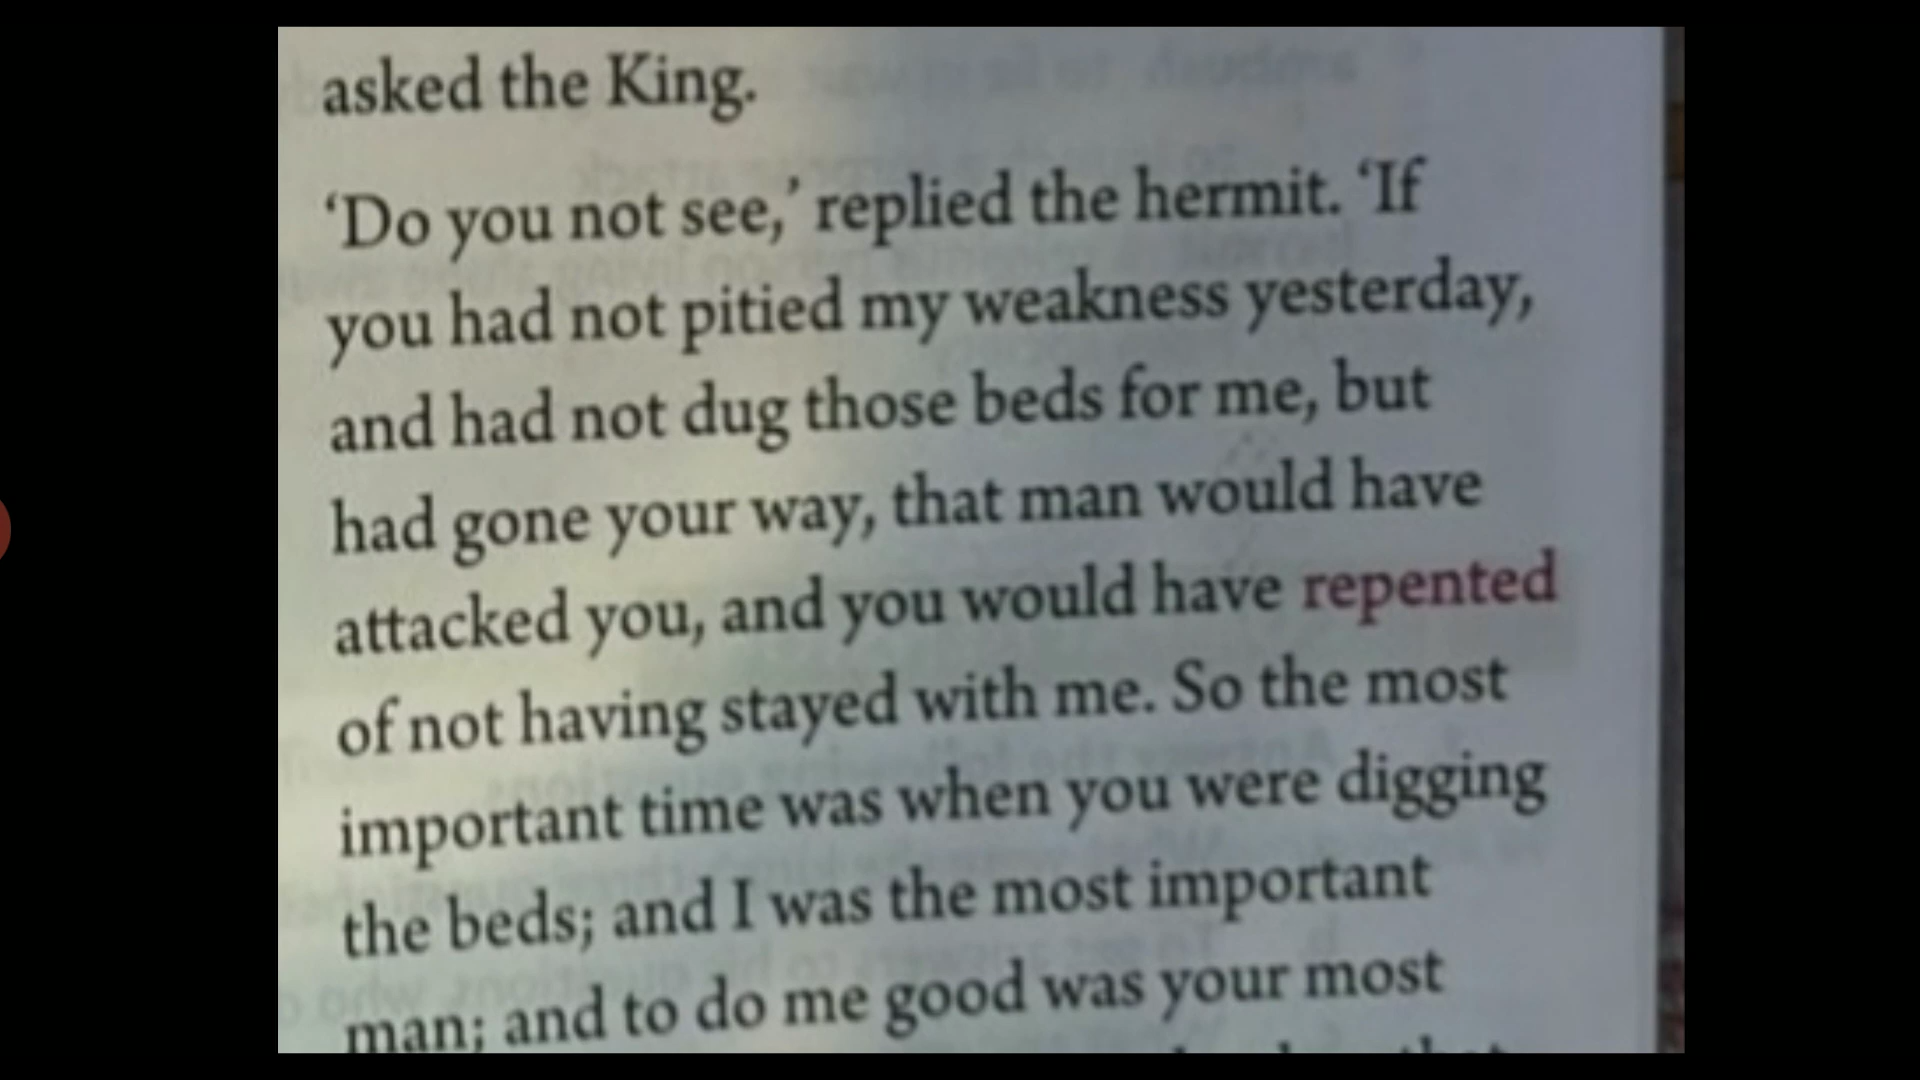 asked the King.
‘Do you not see,’ replied the hermit. ‘If
you had not pitied my weakness yesterday,
and had not dug those beds for me, but
had gone your way, that man would have
attacked you, and you would have repented
of not having stayed with me. So the most
important time was when you were digging
the beds; and I was the most important
man; and to do me good was your most